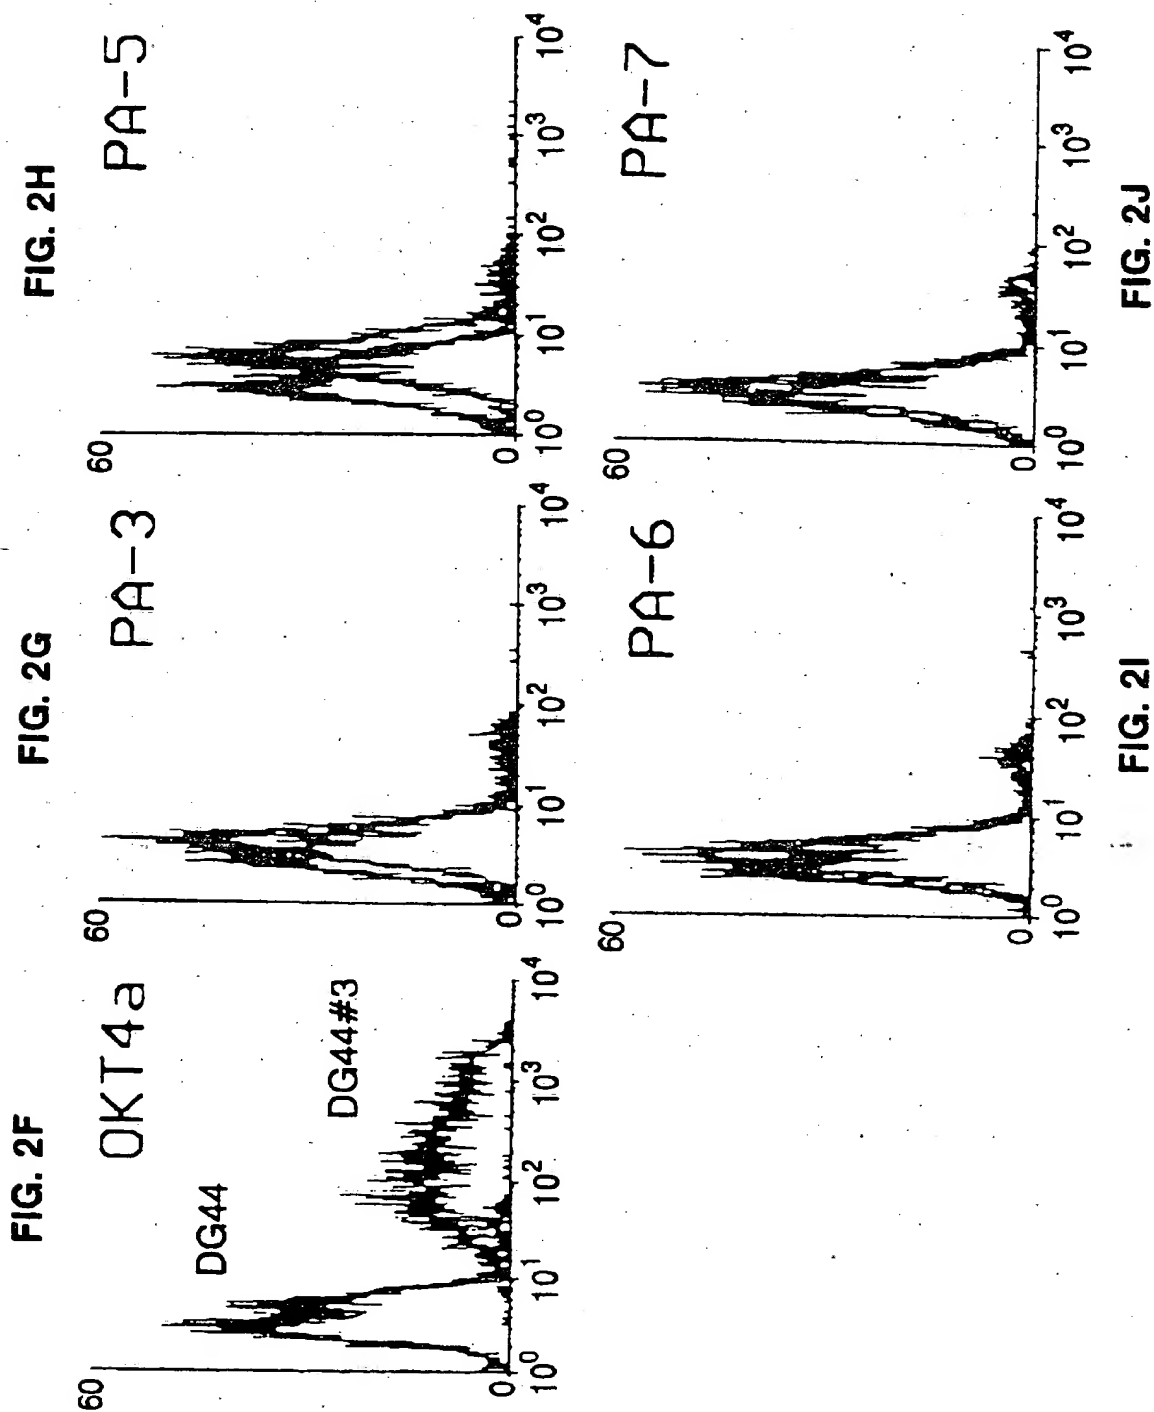 FIG. 2F
OKT4a
DG44
DG44#3
60
0
10⁰ 10¹ 10² 10³ 10⁴
FIG. 2G
PA-3
60
0
10⁰ 10¹ 10² 10³ 10⁴
FIG. 2H
PA-5
60
0
10⁰ 10¹ 10² 10³ 10⁴
PA-6
60
0
10⁰ 10¹ 10² 10³ 10⁴
FIG. 2I
PA-7
60
0
10⁰ 10¹ 10² 10³ 10⁴
FIG. 2J